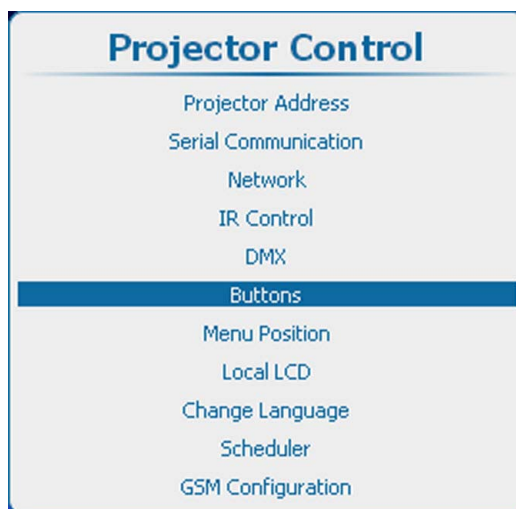 Projector Control
Projector Address
Serial Communication
Network
IR Control
DMX
Buttons
Menu Position
Local LCD
Change Language
Scheduler
GSM Configuration